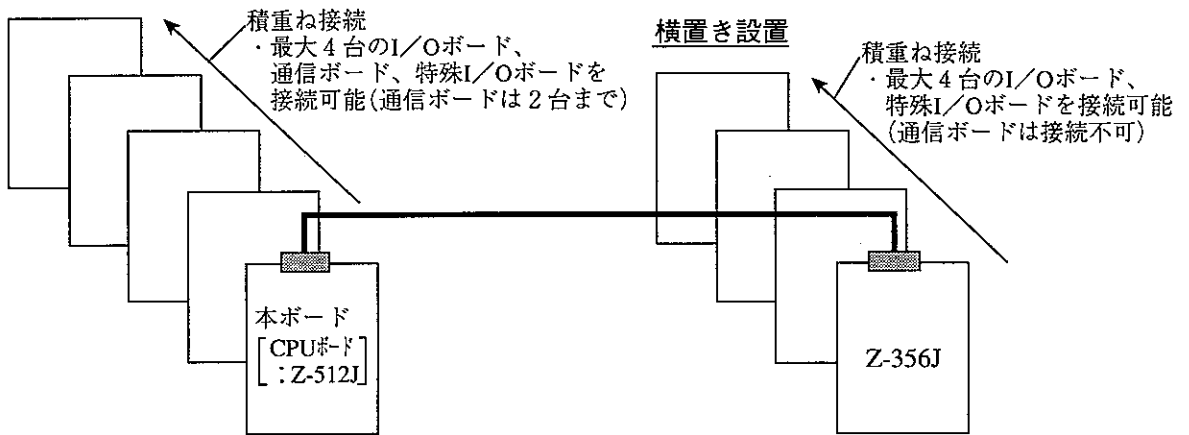 積重ね接続
・最大4台のI/Oボード、
通信ボード、特殊I/Oボードを
接続可能(通信ボードは2台まで)
本ボード
[CPUボード
:Z-512J]
横置き設置
積重ね接続
・最大4台のI/Oボード、
特殊I/Oボードを接続可能
(通信ボードは接続不可)
Z-356J